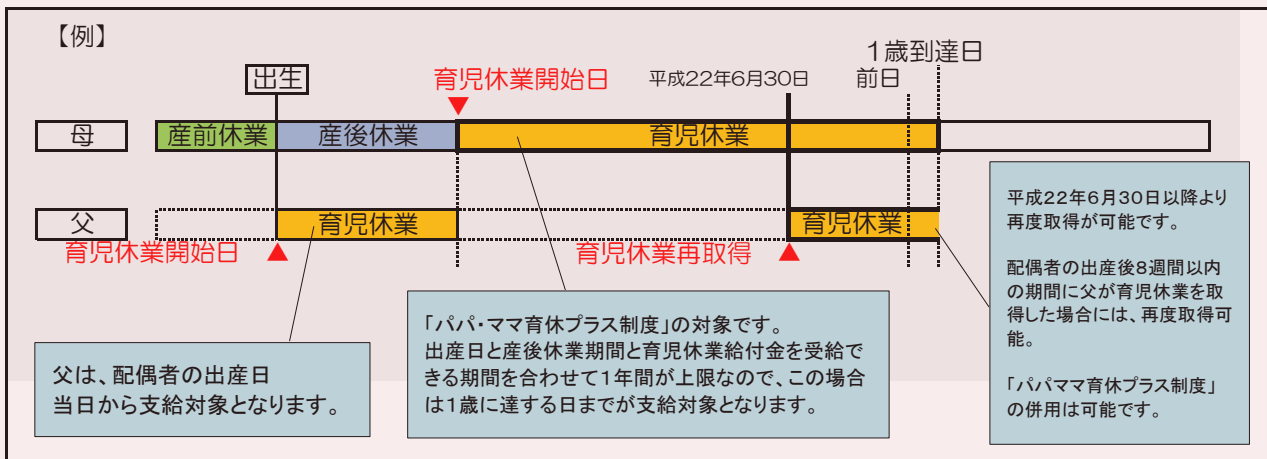 【例】
1歳到達日
出生
育児休業開始日
平成22年6月30日
前日
母
産前休業
産後休業
育児休業
父
育児休業
育児休業
育児休業開始日
育児休業再取得
平成22年6月30日以降より
再度取得が可能です。
配偶者の出産後8週間以内
の期間に父が育児休業を取
得した場合には、再度取得可
能。
「パパママ育休プラス制度」
の併用は可能です。
「パパ・ママ育休プラス制度」の対象です。
出産日と産後休業期間と育児休業給付金を受給で
きる期間を合わせて1年間が上限なので、この場合
は1歳に達する日までが支給対象となります。
父は、配偶者の出産日
当日から支給対象となります。